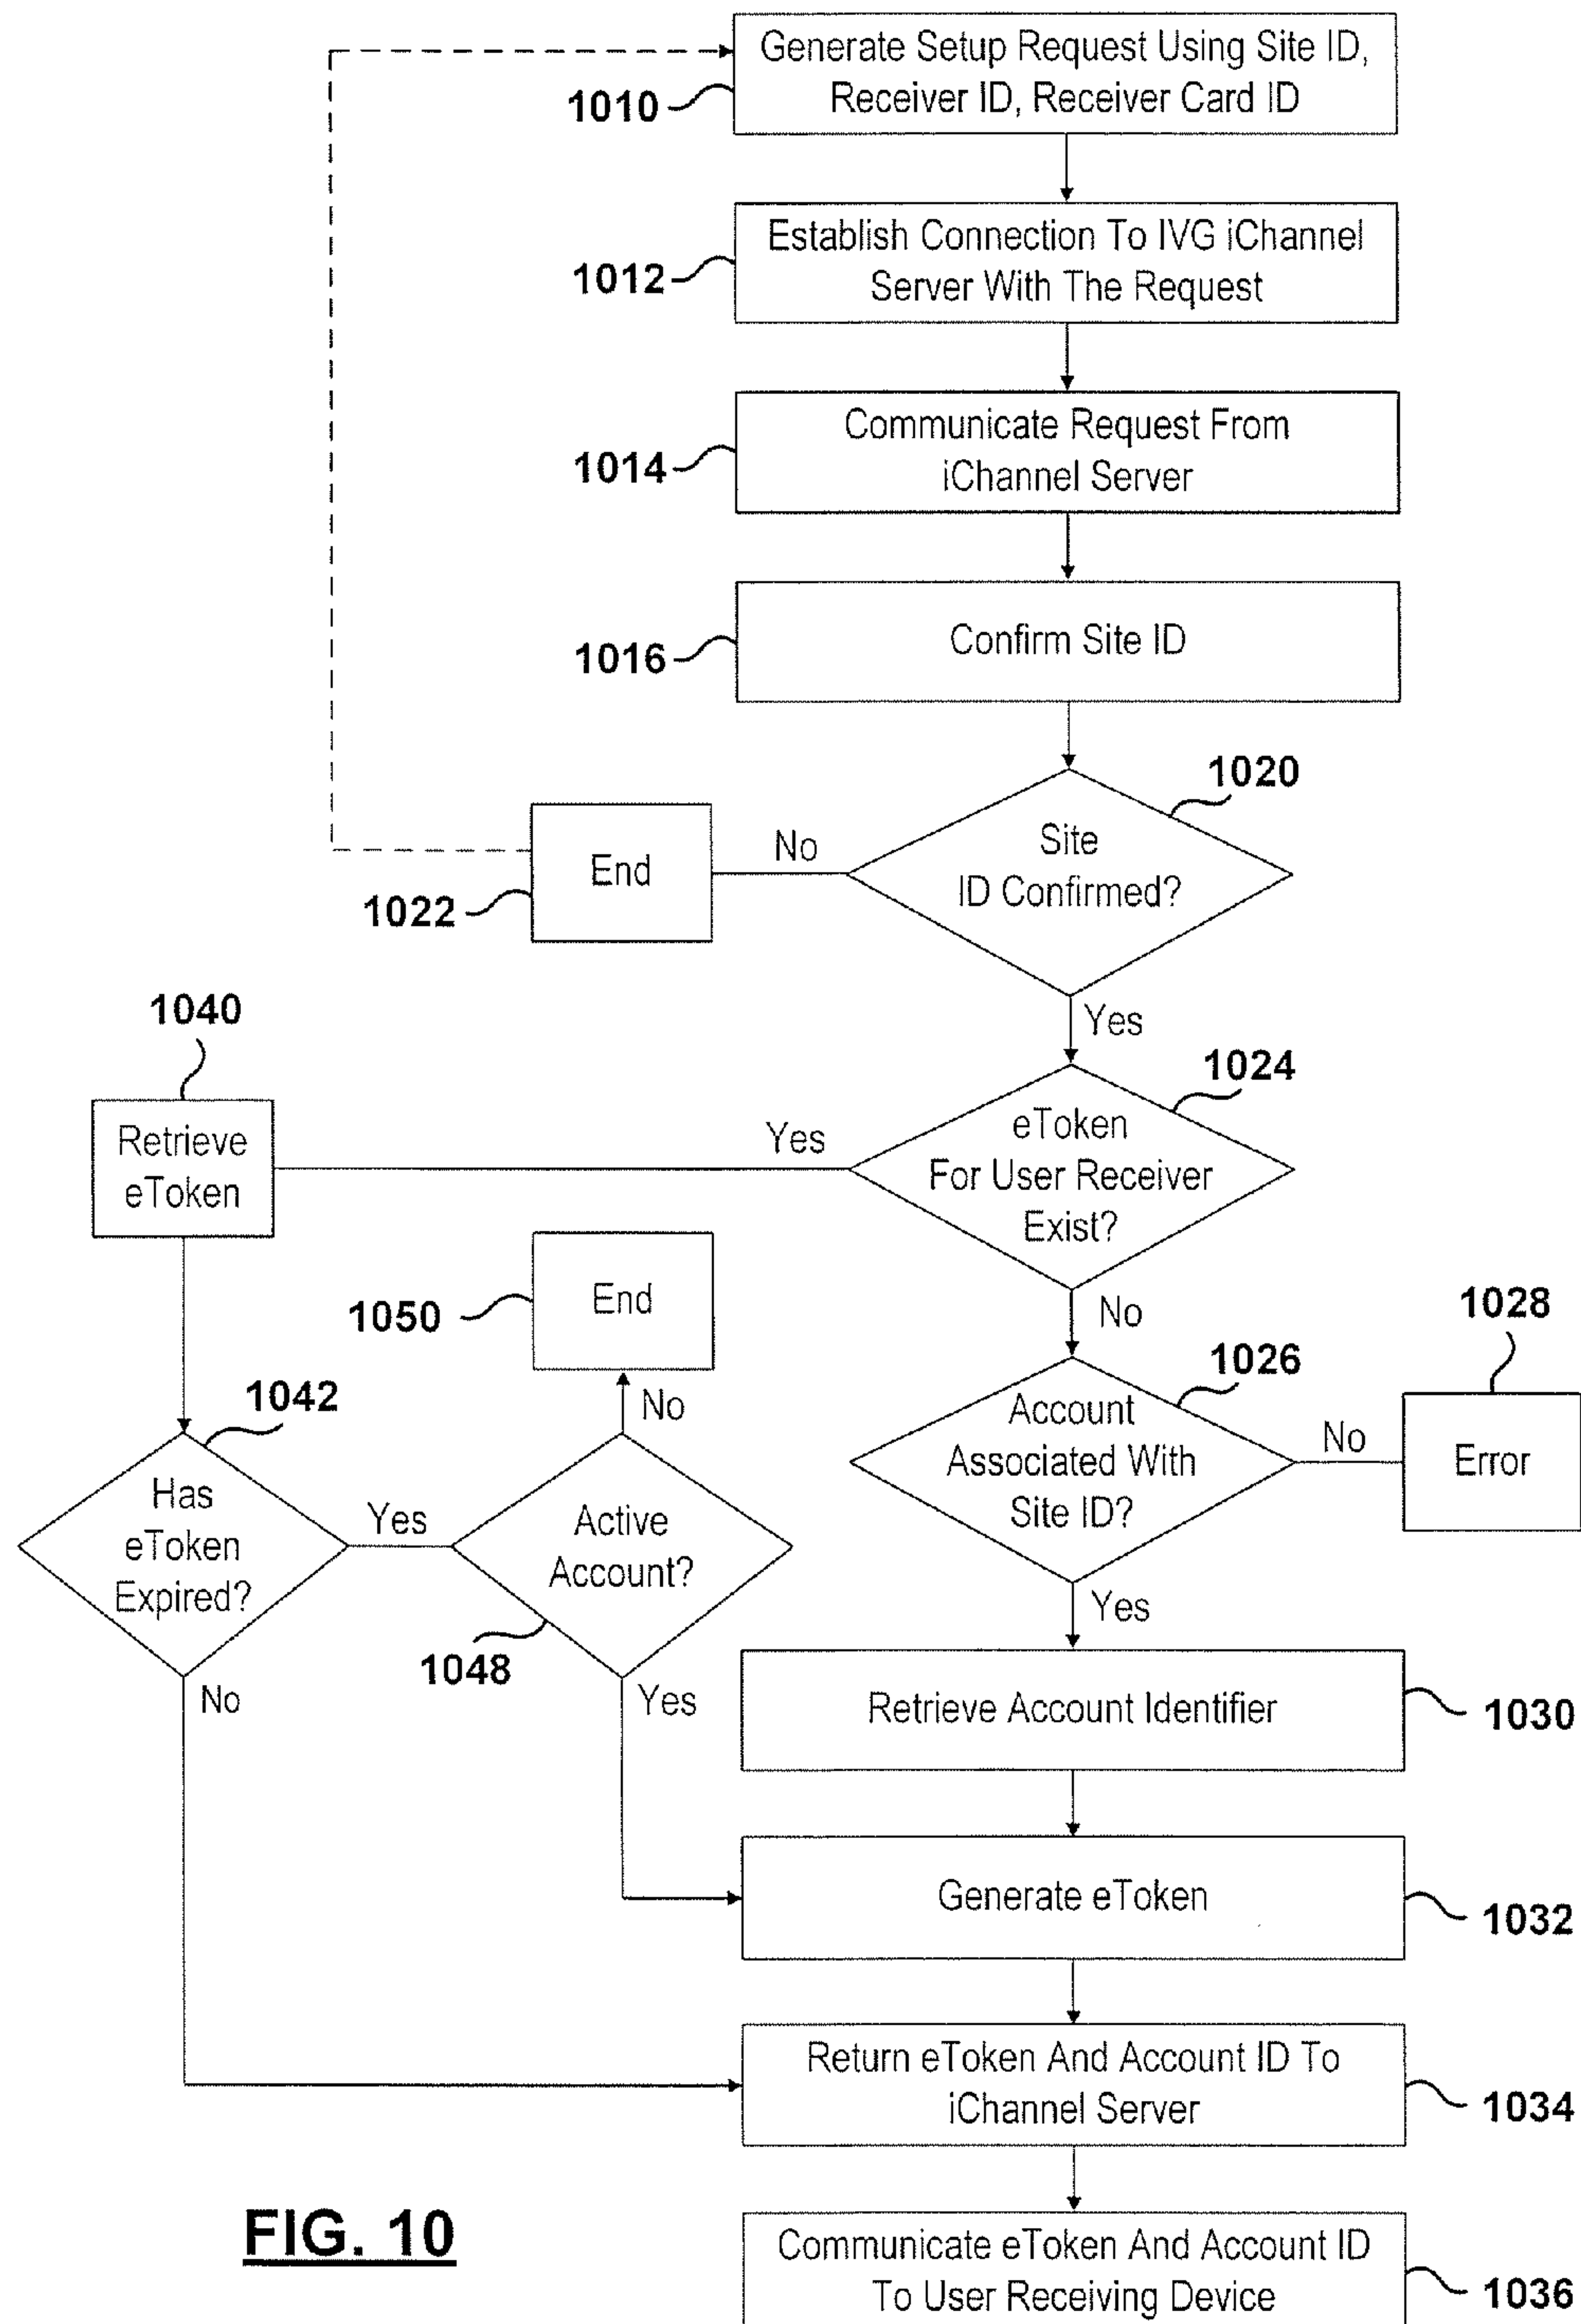 Generate Setup Request Using Site ID,
Receiver ID, Receiver Card ID
1010
Establish Connection To IVG iChannel
Server With The Request
1012
Communicate Request From
iChannel Server
1014
Confirm Site ID
1016
1020
Site
ID Confirmed?
No
End
1022
Yes
1024
eToken
For User Receiver
Exist?
Yes
1040
Retrieve
eToken
No
1026
Account
Associated With
Site ID?
No
1028
Error
End
1050
No
1042
Has
eToken
Expired?
Yes
Active
Account?
1048
Yes
No
Yes
Retrieve Account Identifier
1030
Generate eToken
1032
Return eToken And Account ID To
iChannel Server
1034
Communicate eToken And Account ID
To User Receiving Device
1036
FIG. 10